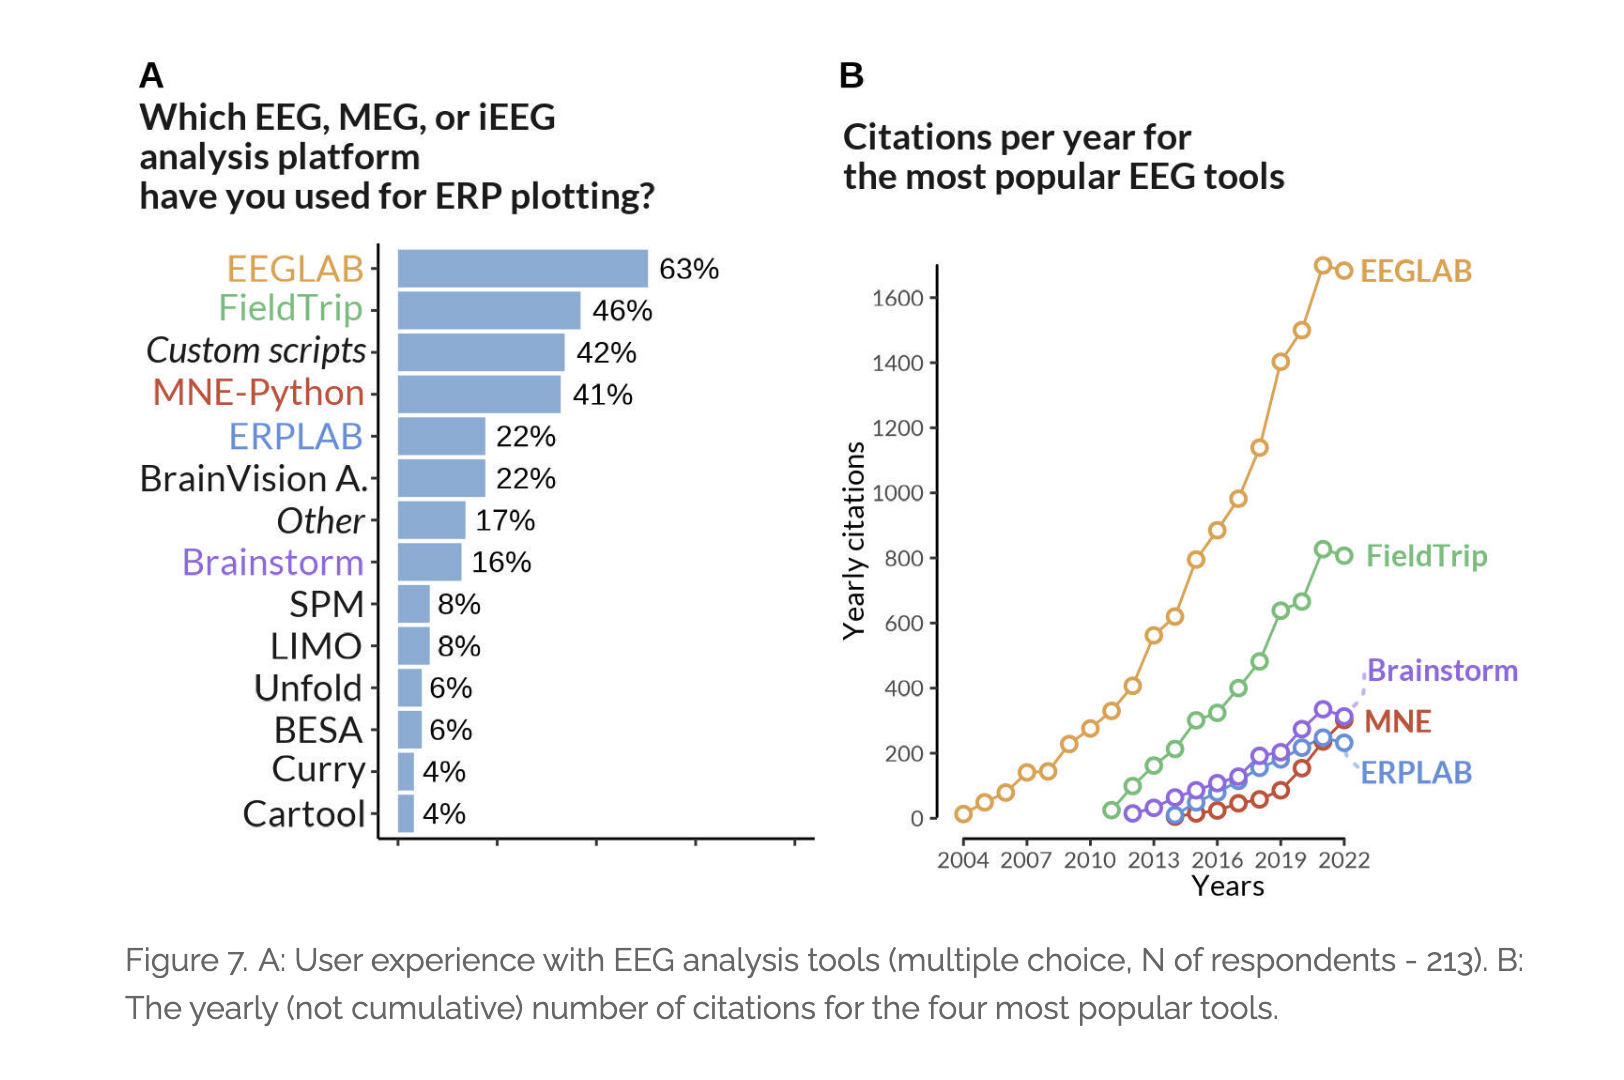 A
Which EEG, MEG, or iEEG
analysis platform
have you used for ERP plotting?
EEGLAB 63%
FieldTrip 46%
Custom scripts 42%
MNE-Python 41%
ERPLAB 22%
BrainVision A. 22%
Other 17%
Brainstorm 16%
SPM 8%
LIMO 8%
Unfold 6%
BESA 6%
Curry 4%
Cartool 4%
B
Citations per year for
the most popular EEG tools
Yearly citations
1600
1400
1200
1000
800
600
400
200
0
EEGLAB
FieldTrip
Brainstorm
MNE
ERPLAB
2004 2007 2010 2013 2016 2019 2022
Years
Figure 7. A: User experience with EEG analysis tools (multiple choice, N of respondents - 213). B:
The yearly (not cumulative) number of citations for the four most popular tools.